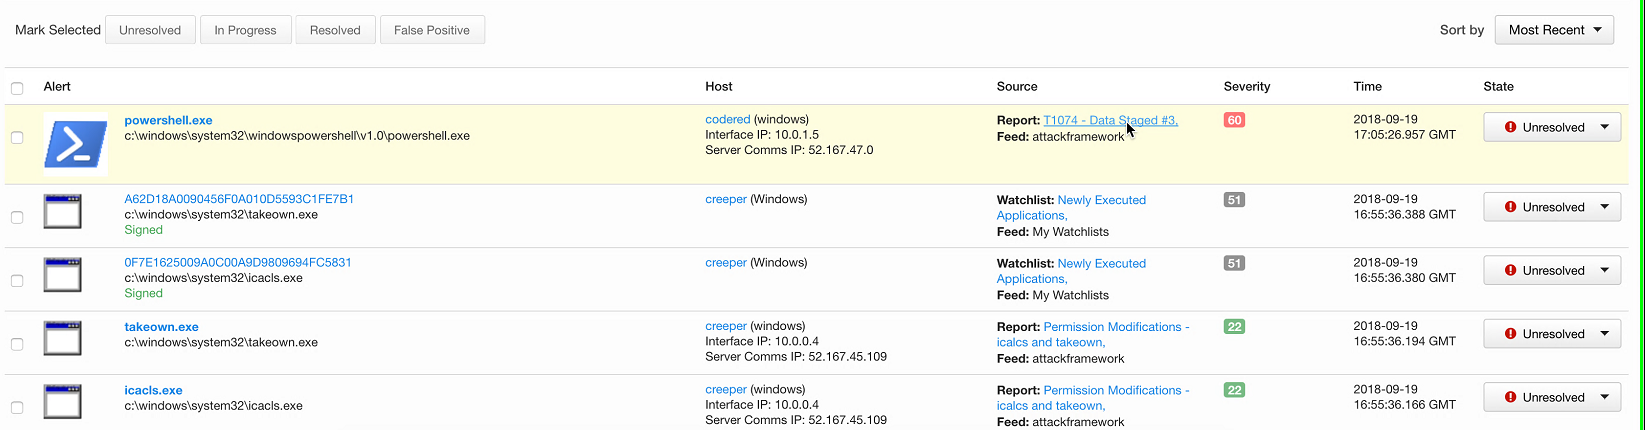 Mark Selected Unresolved In Progress Resolved False Positive Sort by Most Recent
Alert Host Source Severity Time State
powershell.exe codered (windows) Report: T1074 - Data Staged #3, 60 2018-09-19 Unresolved
c:\windows\system32\windowspowershell\v1.0\powershell.exe Interface IP: 10.0.1.5 Feed: attackframework 17:05:26.957 GMT
Server Comms IP: 52.167.47.0
A62D18A0090456F0A010D5593C1FE7B1 creeper (Windows) Watchlist: Newly Executed 51 2018-09-19 Unresolved
c:\windows\system32\takeown.exe Applications, 16:55:36.388 GMT
Signed Feed: My Watchlists
0F7E1625009A0C00A9D9809694FC5831 creeper (Windows) Watchlist: Newly Executed 51 2018-09-19 Unresolved
c:\windows\system32\icacls.exe Applications, 16:55:36.380 GMT
Signed Feed: My Watchlists
takeown.exe creeper (windows) Report: Permission Modifications - 22 2018-09-19 Unresolved
c:\windows\system32\takeown.exe Interface IP: 10.0.0.4 icalcs and takeown, 16:55:36.194 GMT
Server Comms IP: 52.167.45.109 Feed: attackframework
icacls.exe creeper (windows) Report: Permission Modifications - 22 2018-09-19 Unresolved
c:\windows\system32\icacls.exe Interface IP: 10.0.0.4 icalcs and takeown, 16:55:36.166 GMT
Server Comms IP: 52.167.45.109 Feed: attackframework